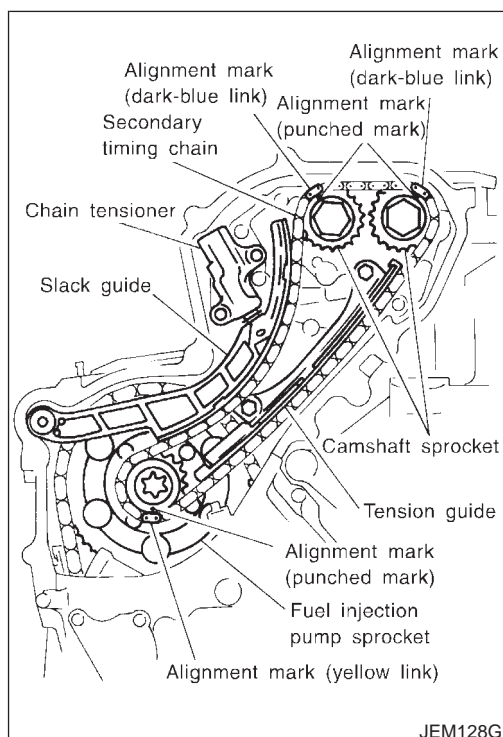 Alignment mark
(dark-blue link)
Alignment mark
(dark-blue link)
Alignment mark
(punched mark)
Secondary
timing chain
Chain tensioner
Slack guide
Camshaft sprocket
Tension guide
Alignment mark
(punched mark)
Fuel injection
pump sprocket
Alignment mark (yellow link)
JEM128G